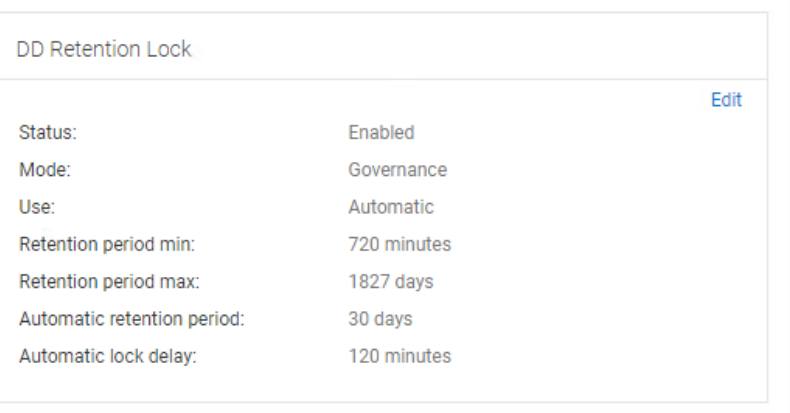 DD Retention Lock
Edit
Status: Enabled
Mode: Governance
Use: Automatic
Retention period min: 720 minutes
Retention period max: 1827 days
Automatic retention period: 30 days
Automatic lock delay: 120 minutes